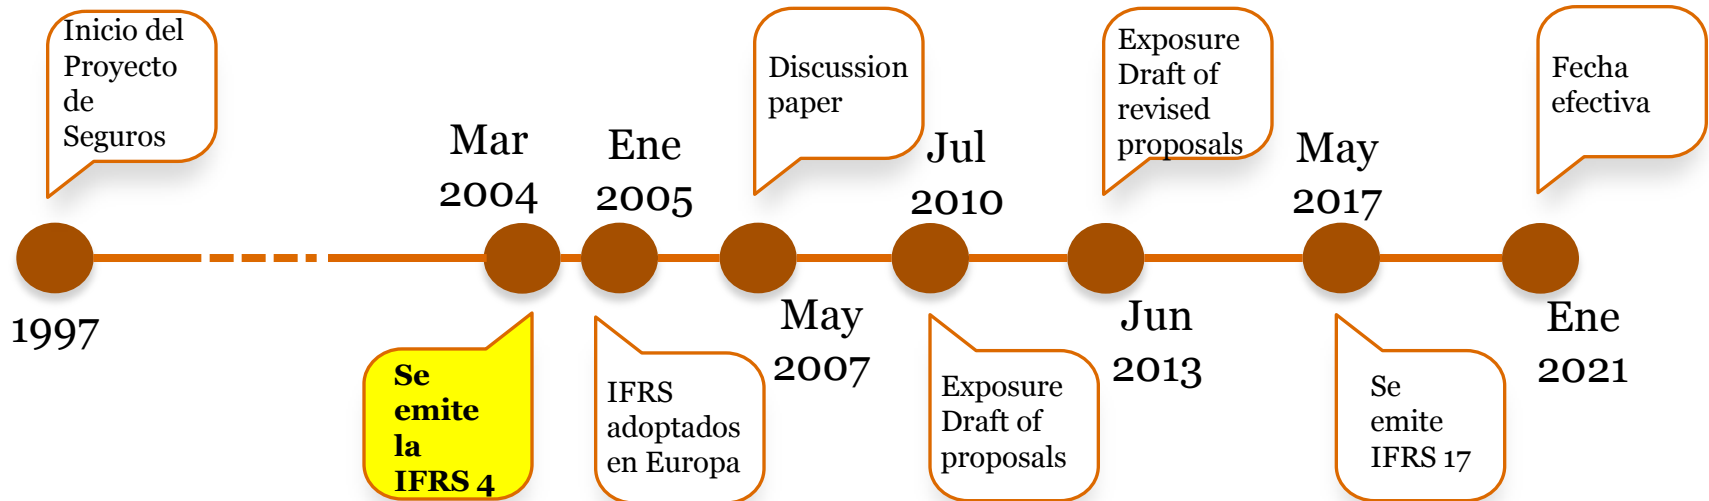 Inicio del
Proyecto
de
Seguros
1997
Mar
2004
Se
emite
la
IFRS 4
Ene
2005
IFRS
adoptados
en Europa
Discussion
paper
May
2007
Jul
2010
Exposure
Draft of
proposals
Exposure
Draft of
revised
proposals
Jun
2013
May
2017
Se
emite
IFRS 17
Fecha
efectiva
Ene
2021